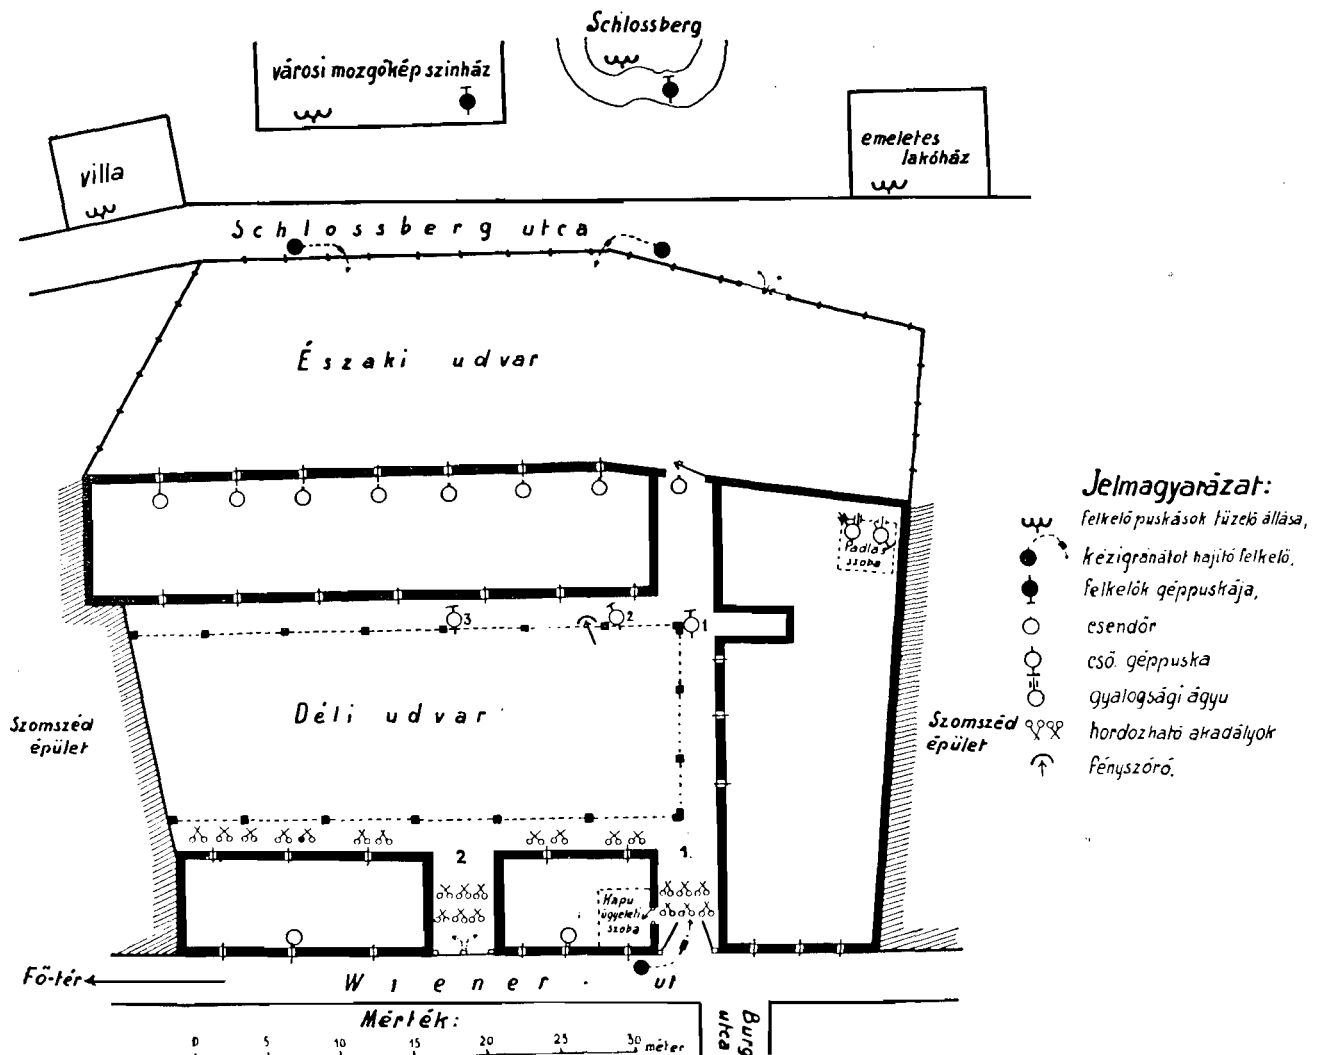 Schlossberg
városi mozgókép szinház
emeletes
lakóház
villa
Schlossberg utca
Északi udvar
Padlás
szoba
3
2
1
Déli udvar
Szomszéd
épület
Szomszéd
épület
Jelmagyarázat:
felkelő puskások tüzelő állása,
kézigránátot hajító felkelő.
felkelők géppuskája,
csendőr
cső. géppuska
gyalogsági ágyu
hordozható akadályok
fényszóró.
2
1.
Kapu
ügyeleti
szoba
Fő-tér
Wiener. ut
Burg
utca
Mérték:
0 5 10 15 20 25 30 méter